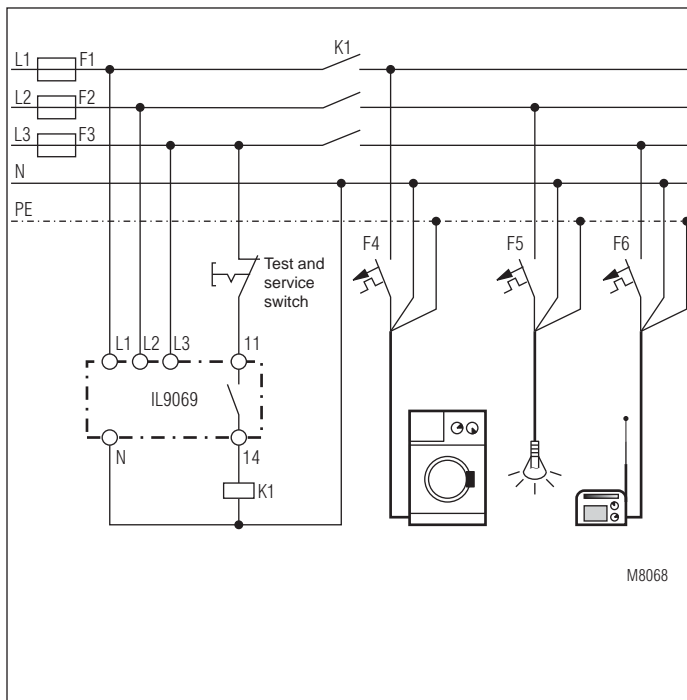 K1
L1 F1
L2 F2
L3 F3
N
PE
F4 F5 F6
Test and
service
switch
L1 L2 L3 11
IL9069
N 14
K1
M8068